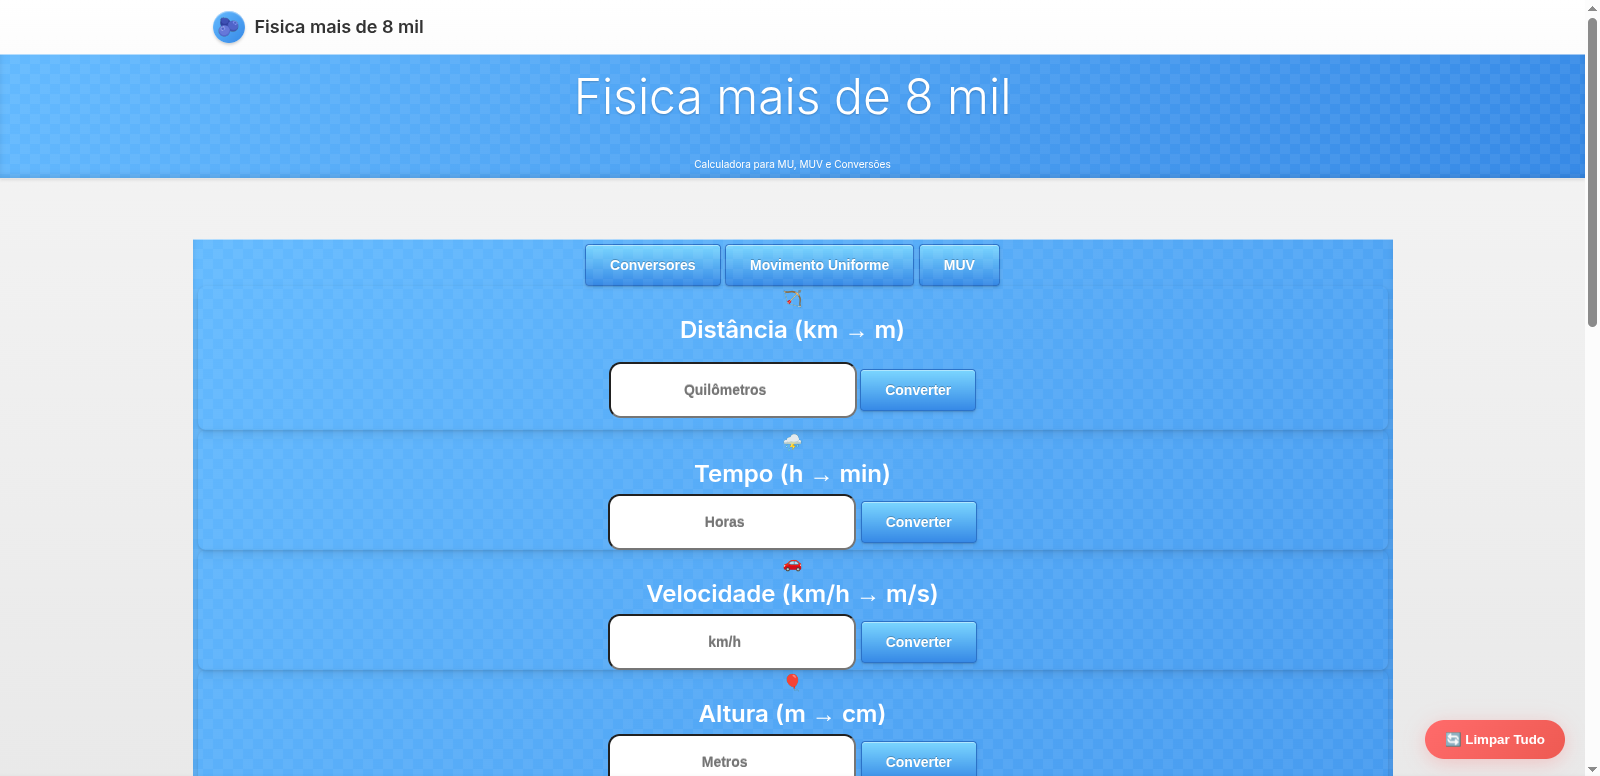 Fisica mais de 8 mil
Fisica mais de 8 mil
Calculadora para MU, MUV e Conversões
Conversores Movimento Uniforme MUV
Distância (km → m)
Quilômetros Converter
Tempo (h → min)
Horas Converter
Velocidade (km/h → m/s)
km/h Converter
Altura (m → cm)
Metros Converter
Limpar Tudo